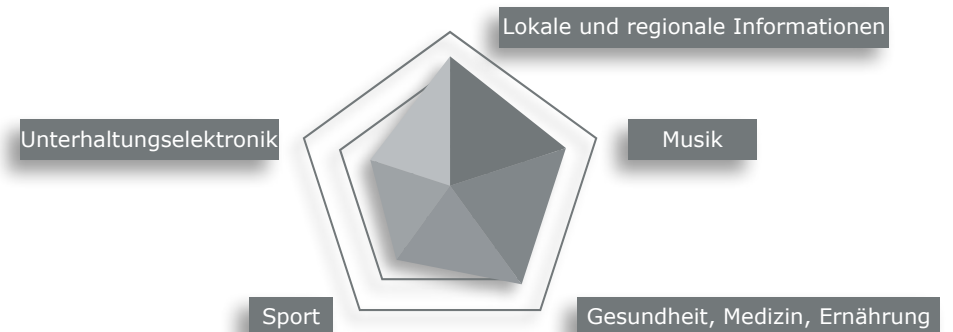 Lokale und regionale Informationen
Unterhaltungselektronik
Musik
Sport
Gesundheit, Medizin, Ernährung